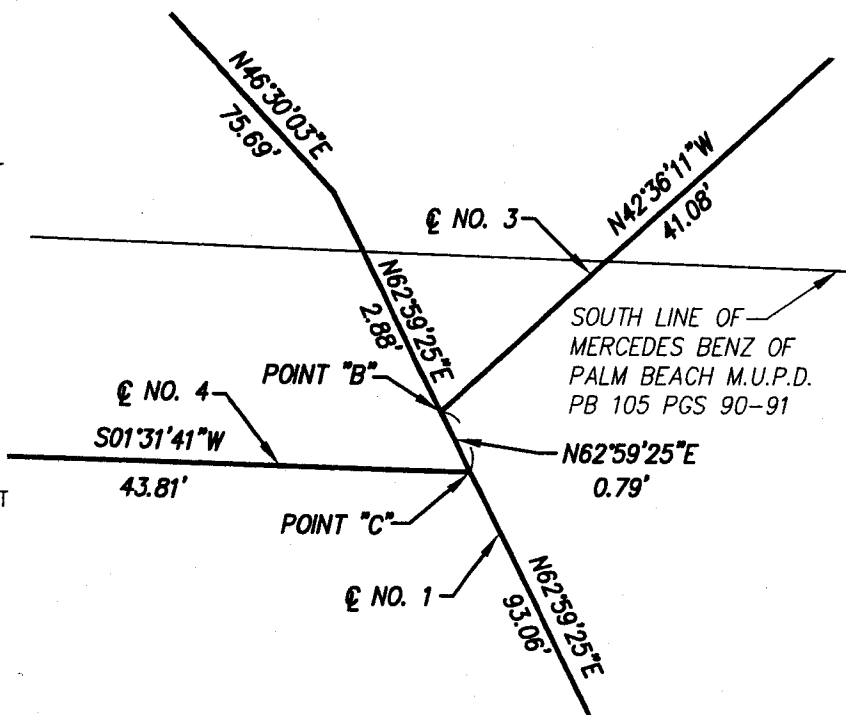 N46°30'03"E
75.69'
N42°36'11"W
41.08'
℄ NO. 3
N62°59'25"E
2.88'
SOUTH LINE OF
MERCEDES BENZ OF
PALM BEACH M.U.P.D.
PB 105 PGS 90-91
POINT "B"
℄ NO. 4
S01°31'41"W
43.81'
N62°59'25"E
0.79'
T
POINT "C"
℄ NO. 1
N62°59'25"E
93.06'